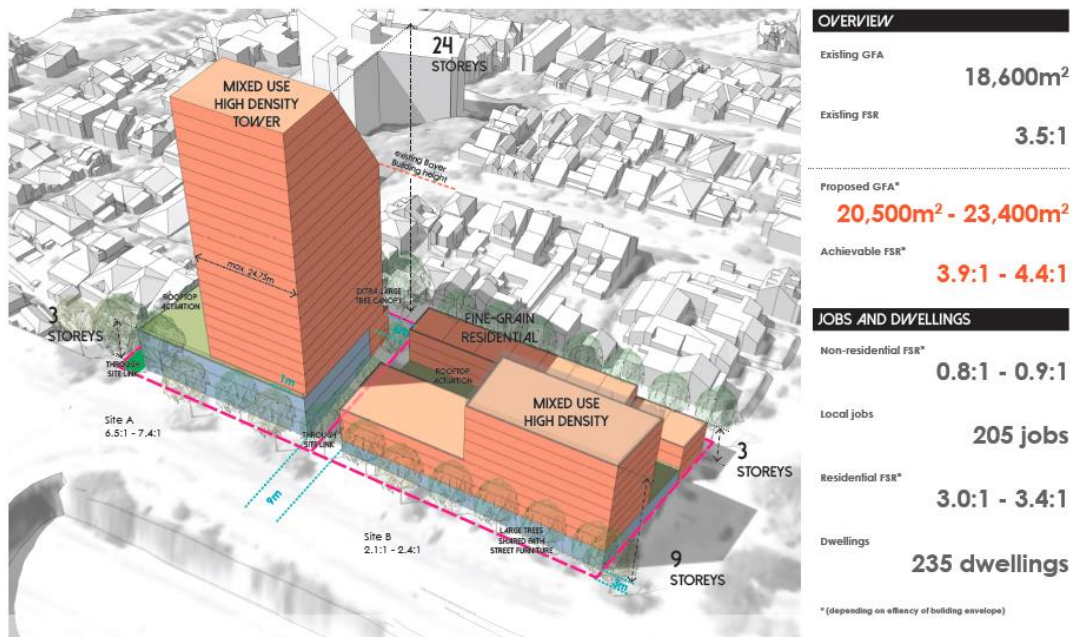 24
STOREYS
MIXED USE
HIGH DENSITY
TOWER
existing Bayer
Building height
max. 24.75m
ROOFTOP
ACTIVATION
EXTRA LARGE
TREE CANOPY
3
STOREYS
FINE-GRAIN
RESIDENTIAL
THROUGH
SITE LINK
1m
ROOFTOP
ACTIVATION
MIXED USE
HIGH DENSITY
Site A
6.5:1 - 7.4:1
THROUGH
SITE LINK
3
STOREYS
9m
Site B
2.1:1 - 2.4:1
LARGE TREES
SHARED PATH
STREET FURNITURE
9
STOREYS
OVERVIEW
Existing GFA
18,600m²
Existing FSR
3.5:1
Proposed GFA*
20,500m² - 23,400m²
Achievable FSR*
3.9:1 - 4.4:1
JOBS AND DWELLINGS
Non-residential FSR*
0.8:1 - 0.9:1
Local jobs
205 jobs
Residential FSR*
3.0:1 - 3.4:1
Dwellings
235 dwellings
* (depending on effiency of building envelope)